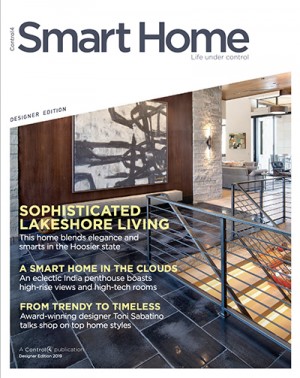 Control4
Smart Home
Life under control
DESIGNER EDITION
SOPHISTICATED
LAKESHORE LIVING
This home blends elegance and
smarts in the Hoosier state
A SMART HOME IN THE CLOUDS
An eclectic India penthouse boasts
high-rise views and high-tech rooms
FROM TRENDY TO TIMELESS
Award-winning designer Toni Sabatino
talks shop on top home styles
A Control4 publication
Designer Edition 2019